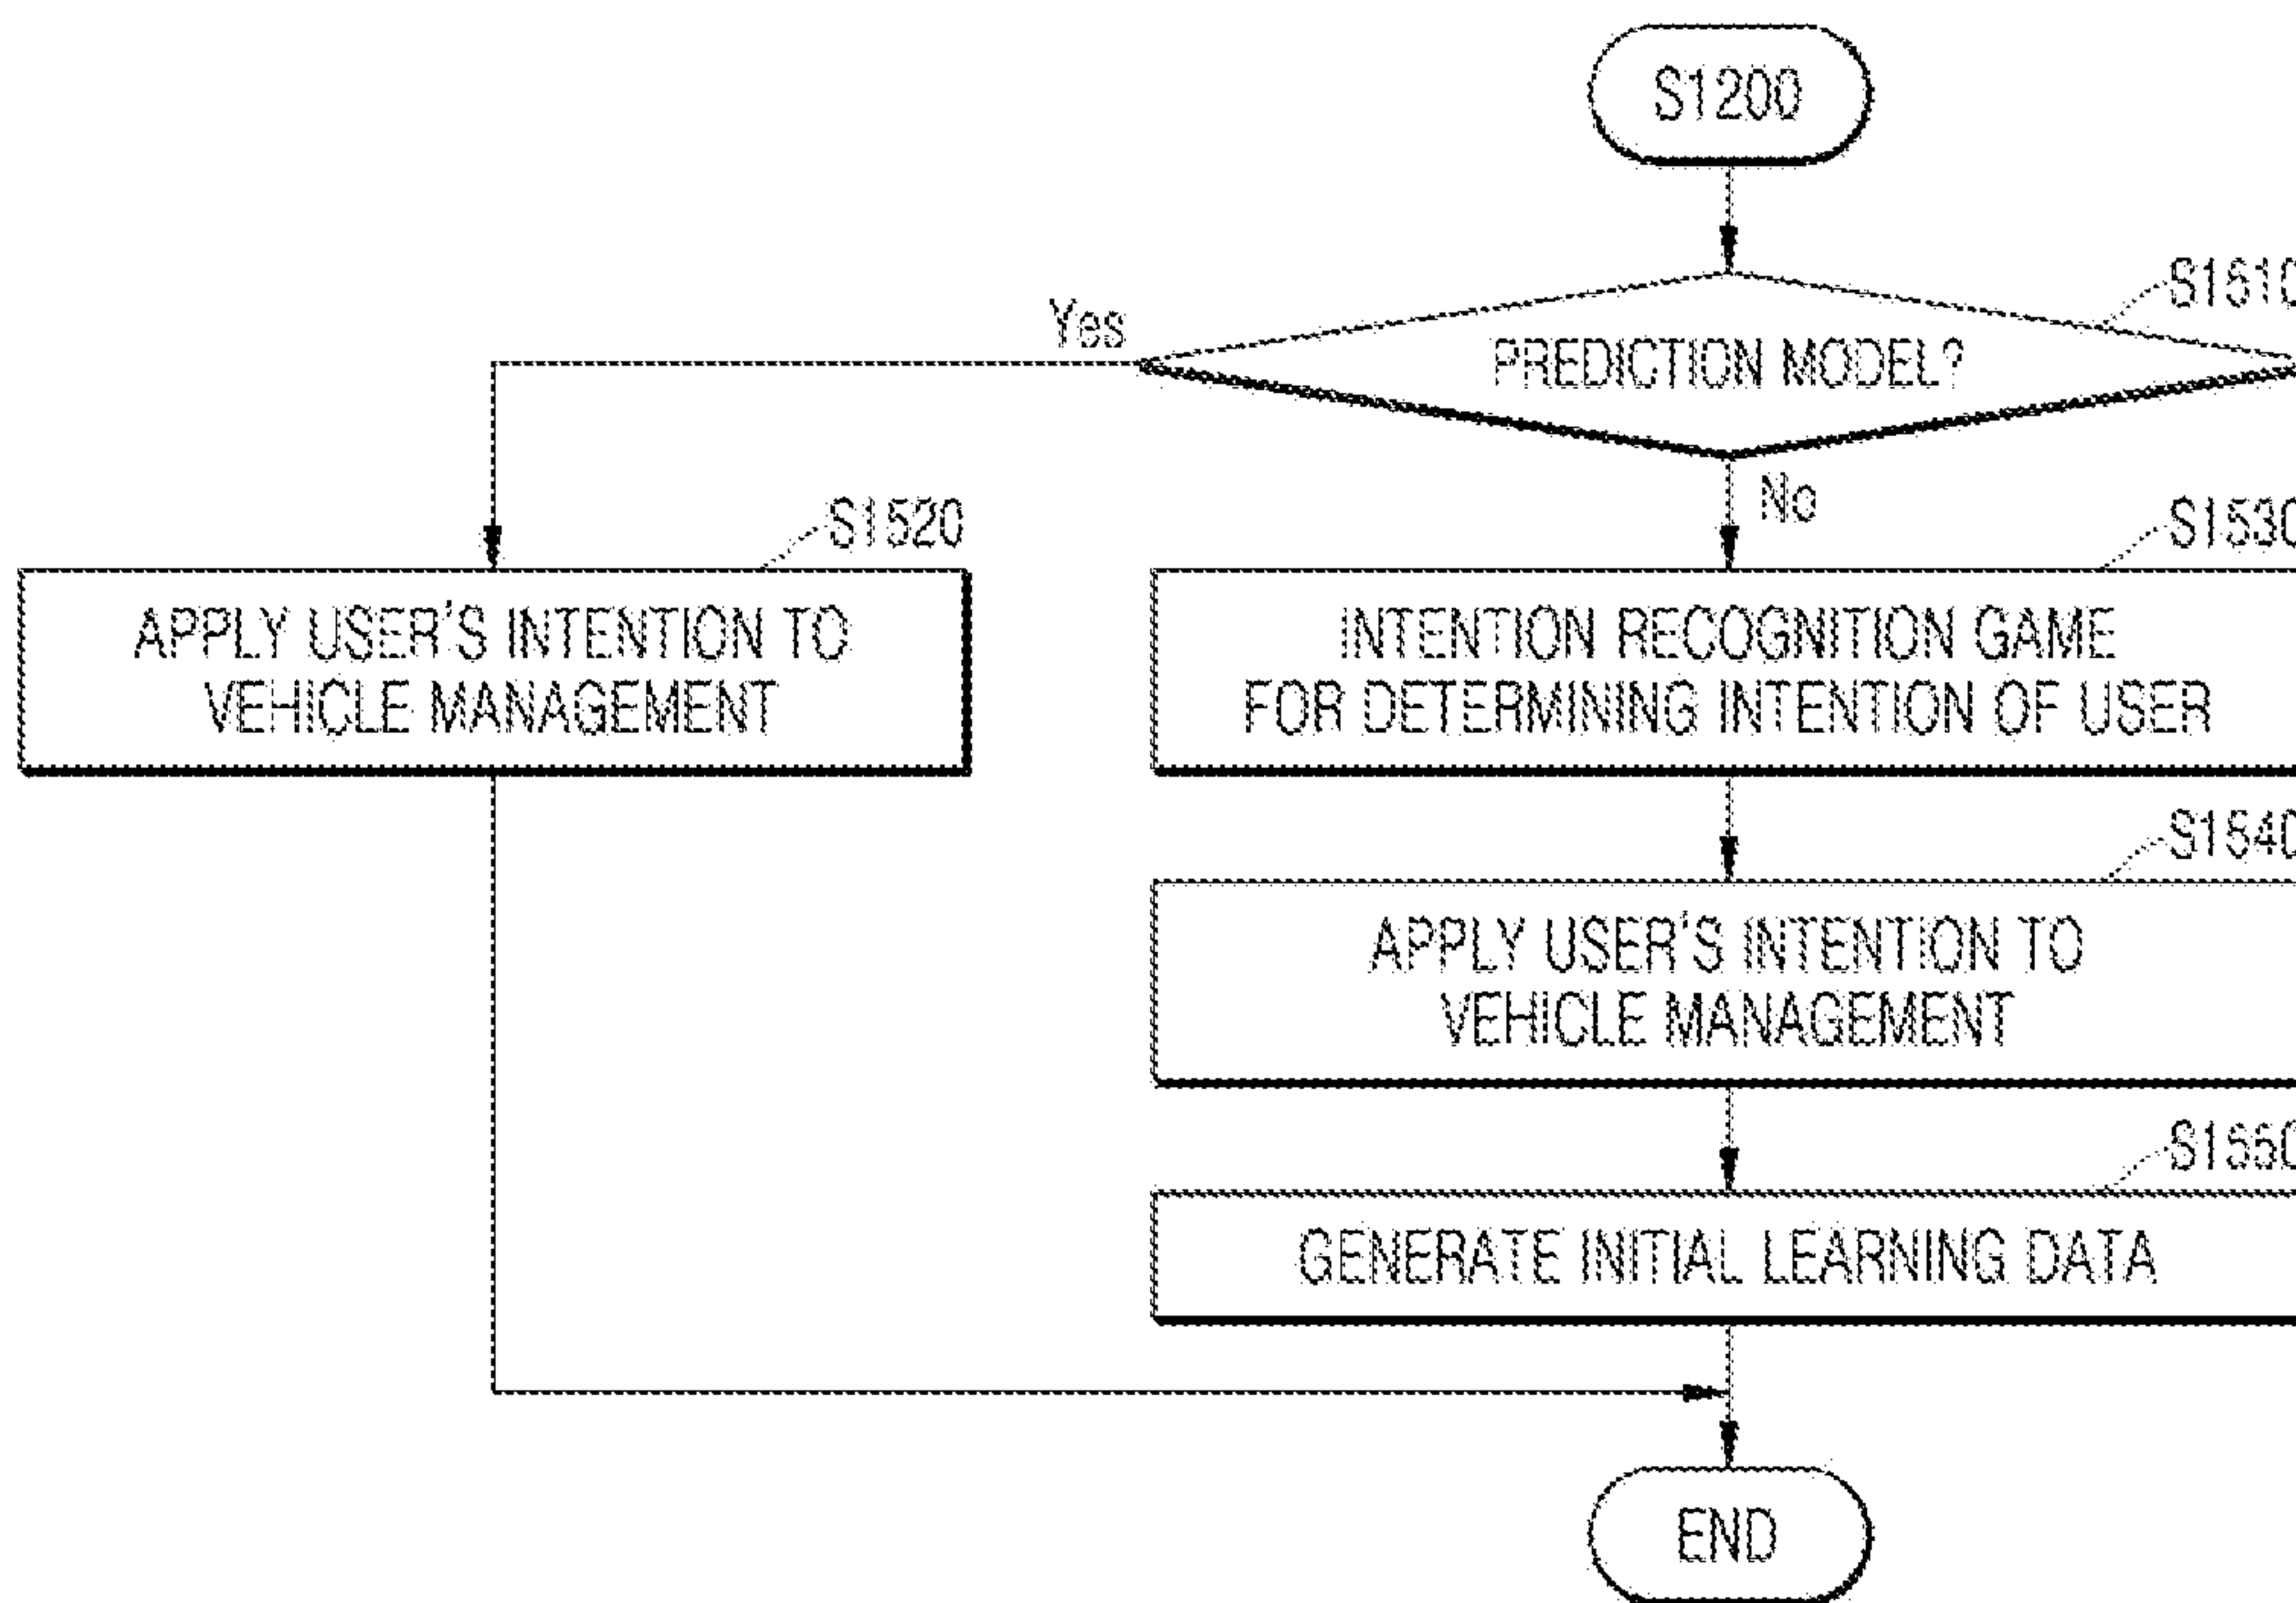 S1200
S1510
PREDICTION MODEL?
Yes
No
S1520
APPLY USER'S INTENTION TO
VEHICLE MANAGEMENT
S1530
INTENTION RECOGNITION GAME
FOR DETERMINING INTENTION OF USER
S1540
APPLY USER'S INTENTION TO
VEHICLE MANAGEMENT
S1550
GENERATE INITIAL LEARNING DATA
END